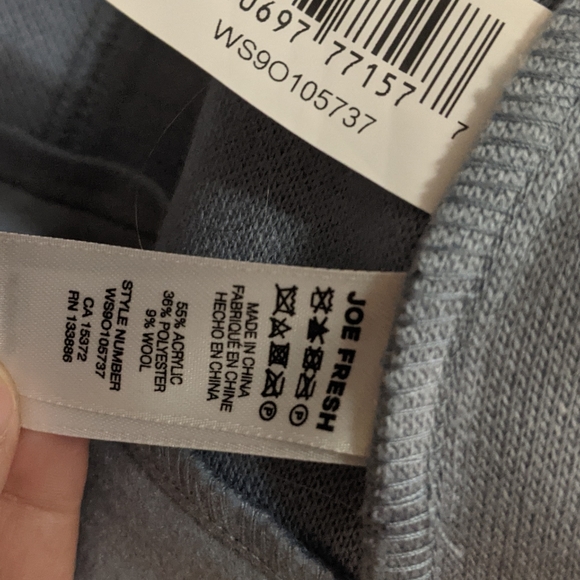 0697 77157 7
WS9O105737
JOE FRESH
P
P
MADE IN CHINA
FABRIQUÉ EN CHINE
HECHO EN CHINA
55% ACRYLIC
36% POLYESTER
9% WOOL
STYLE NUMBER
WS9O105737
CA 15372
RN 133686